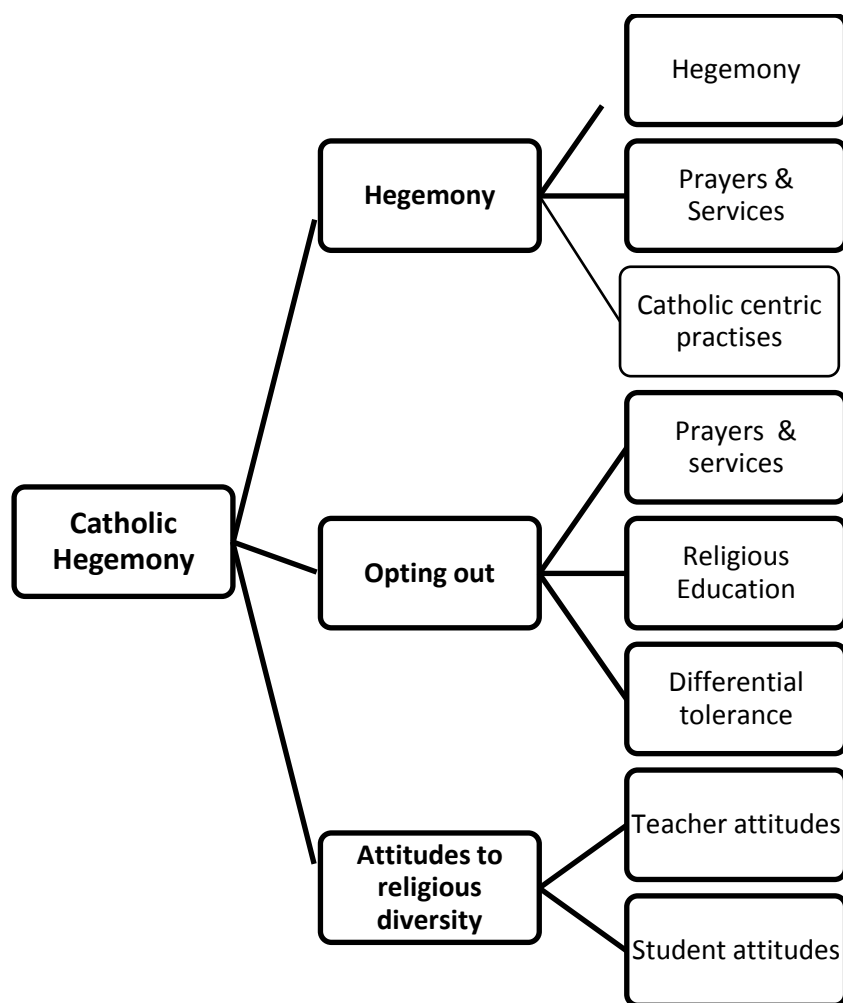 Hegemony
Hegemony
Prayers &
Services
Catholic centric
practises
Catholic
Hegemony
Opting out
Prayers  &
services
Religious
Education
Differential
tolerance
Attitudes to
religious
diversity
Teacher attitudes
Student attitudes